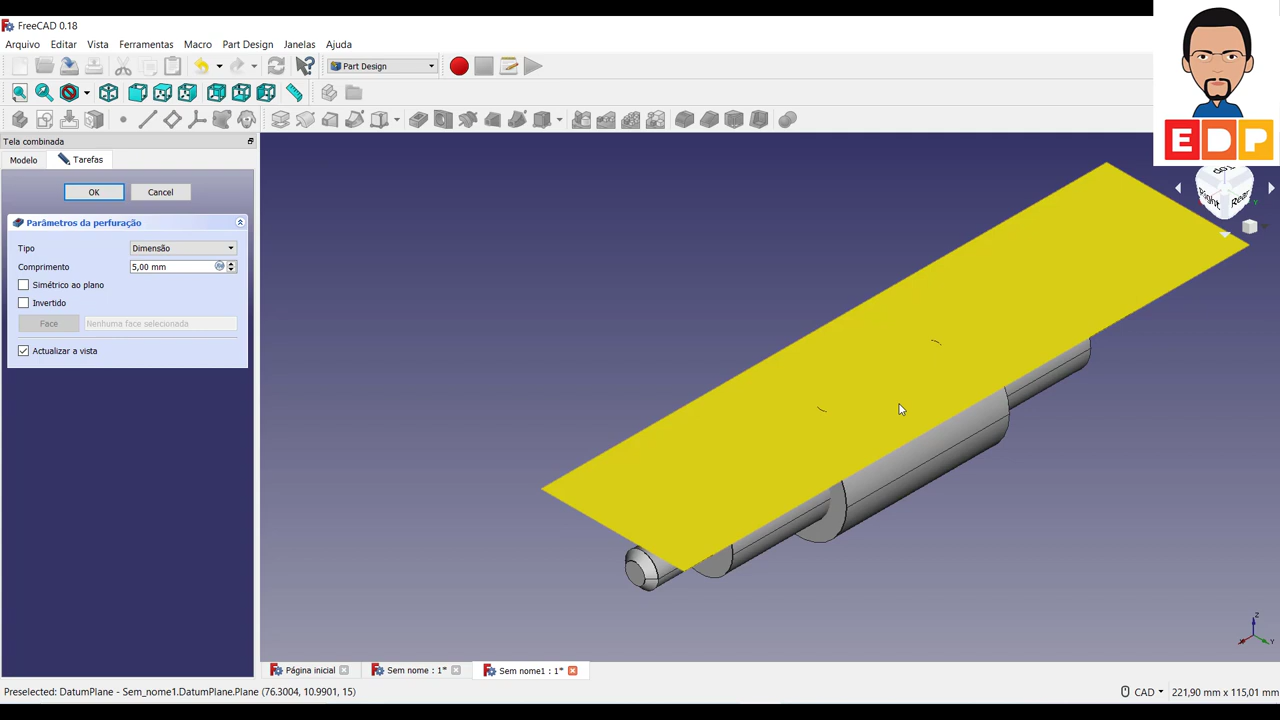 FreeCAD 0.18
Arquivo Editar Vista Ferramentas Macro Part Design Janelas Ajuda
Part Design
EDP
Tela combinada
Modelo Tarefas
OK Cancel
Parâmetros da perfuração
Tipo Dimensão
Comprimento 5,00 mm
Simétrico ao plano
Invertido
Face Nenhuma face selecionada
Actualizar a vista
Top
Right Rear
Y
Z
X Y
Página inicial Sem nome : 1* Sem nome1 : 1*
Preselected: DatumPlane - Sem_nome1.DatumPlane.Plane (76.3004, 10.9901, 15) CAD 221,90 mm x 115,01 mm